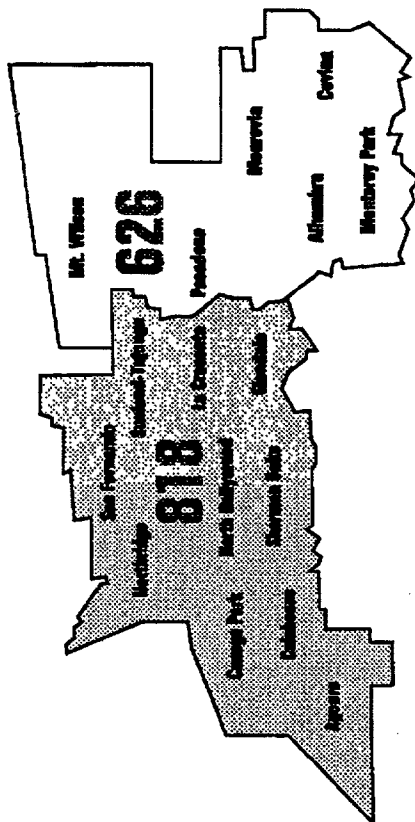 Mt. Wilson
626
Pasadena
Monrovia
Alhambra
Covina
Monterey Park
San Fernando
Sunland-Tujunga
Northridge
818
La Crescenta
North Hollywood
Glendale
Canoga Park
Sherman Oaks
Calabasas
Agoura